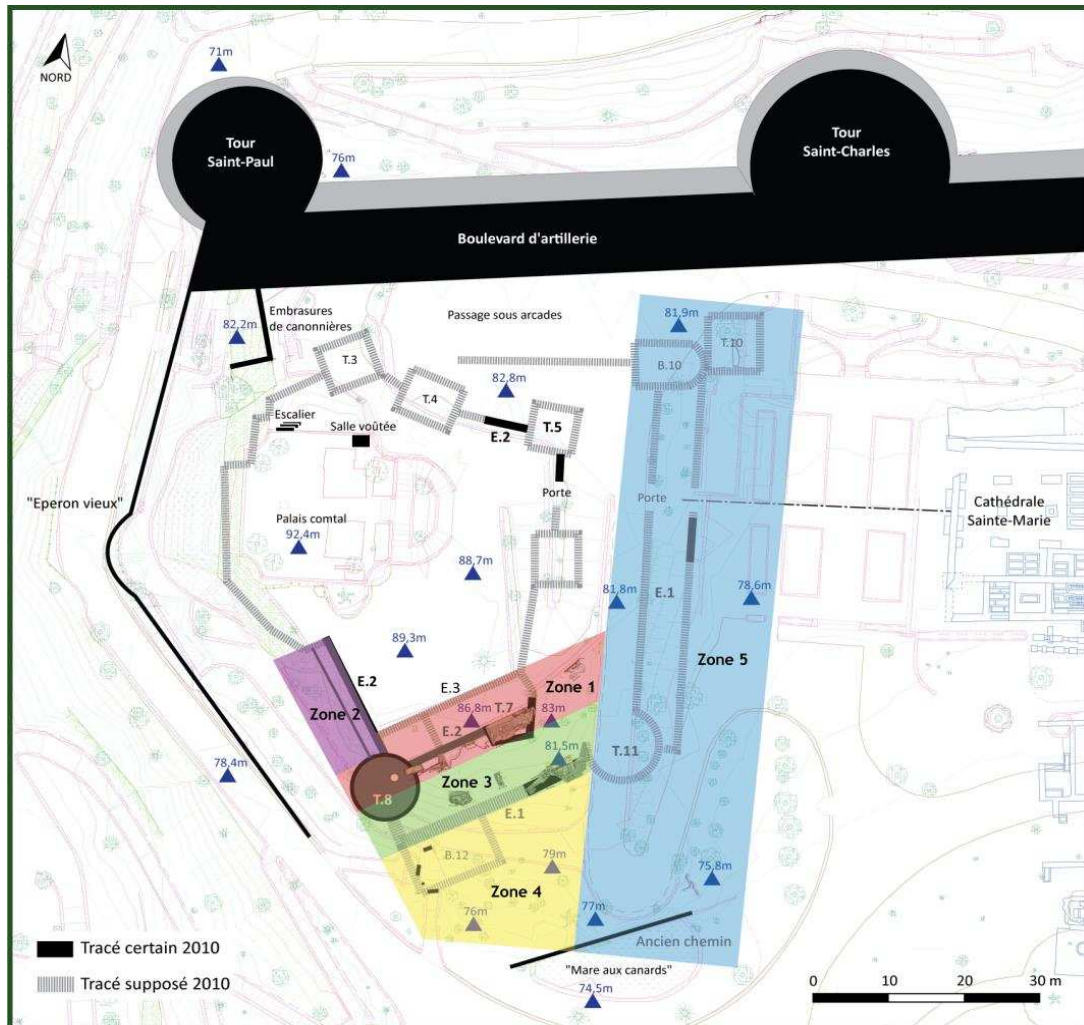 71m
NORD
Tour
Saint-Paul
76m
Tour
Saint-Charles
Boulevard d'artillerie
82,2m
Embrasures
de canonnières
Passage sous arcades
81,9m
T.10
B.10
T.3
82,8m
T.4
Escalier
Salle voûtée
E.2
T.5
Porte
Porte
"Eperon vieux"
Cathédrale
Sainte-Marie
Palais comtal
92,4m
88,7m
81,8m
78,6m
E.1
89,3m
Zone 5
E.2
E.3
Zone 1
Zone 2
86,8m
T.7
83m
E.2
81,5m
T.11
78,4m
T.8
Zone 3
E.1
B.12
79m
75,8m
Zone 4
76m
77m
Ancien chemin
Tracé certain 2010
"Mare aux canards"
Tracé supposé 2010
74,5m
0 10 20 30 m